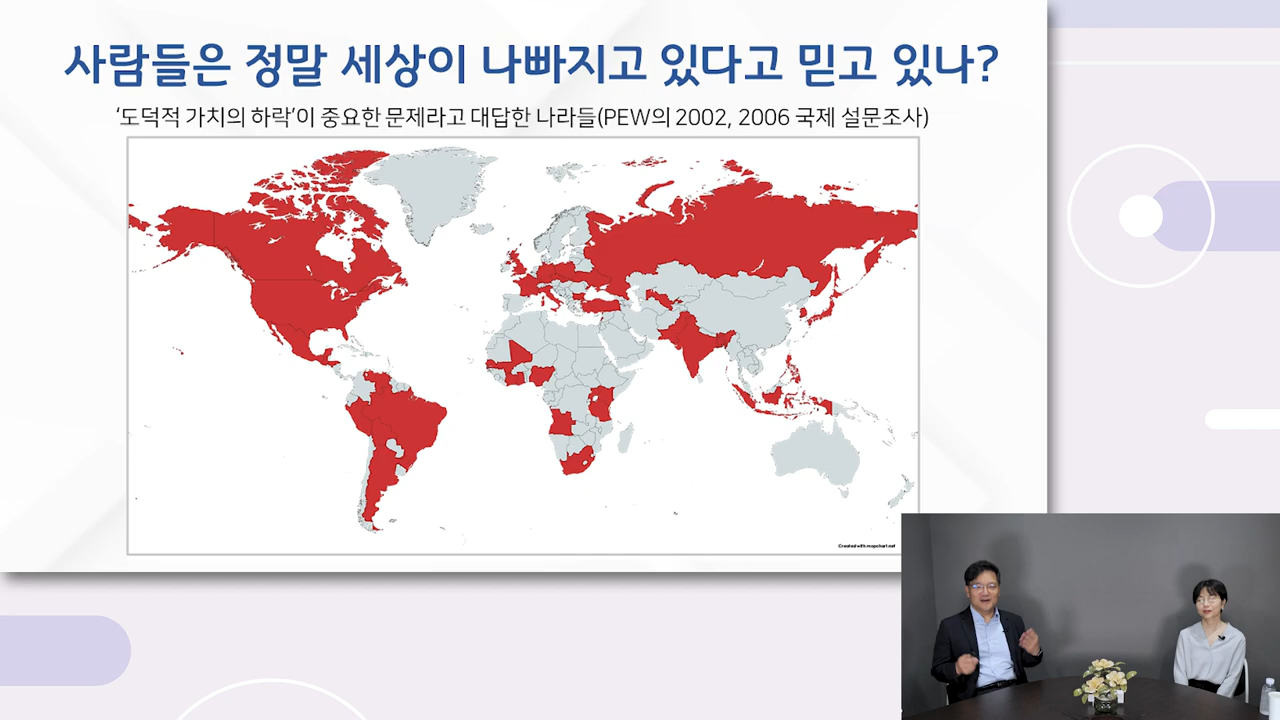 사람들은 정말 세상이 나빠지고 있다고 믿고 있나?
‘도덕적 가치의 하락’이 중요한 문제라고 대답한 나라들(PEW의 2002, 2006 국제 설문조사)
Created with mapchart.net